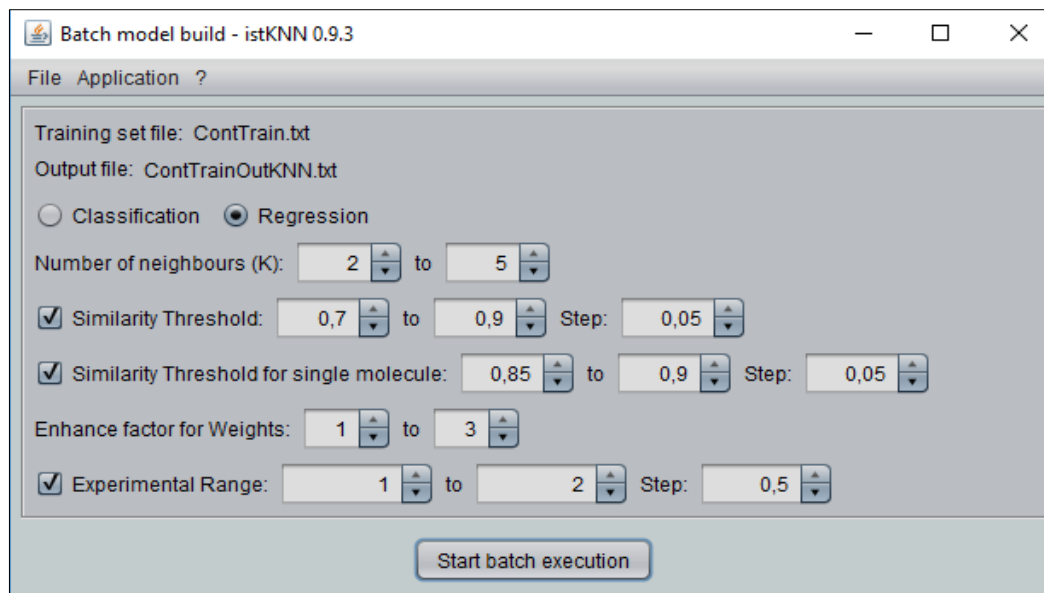 Batch model build - istKNN 0.9.3
File Application ?
Training set file: ContTrain.txt
Output file: ContTrainOutKNN.txt
Classification Regression
Number of neighbours (K): 2 to 5
Similarity Threshold: 0,7 to 0,9 Step: 0,05
Similarity Threshold for single molecule: 0,85 to 0,9 Step: 0,05
Enhance factor for Weights: 1 to 3
Experimental Range: 1 to 2 Step: 0,5
Start batch execution